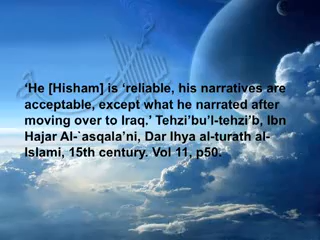 ‘He [Hisham] is ‘reliable, his narratives are
acceptable, except what he narrated after
moving over to Iraq.’ Tehzi’bu’l-tehzi’b, Ibn
Hajar Al-`asqala’ni, Dar Ihya al-turath al-
Islami, 15th century. Vol 11, p50.